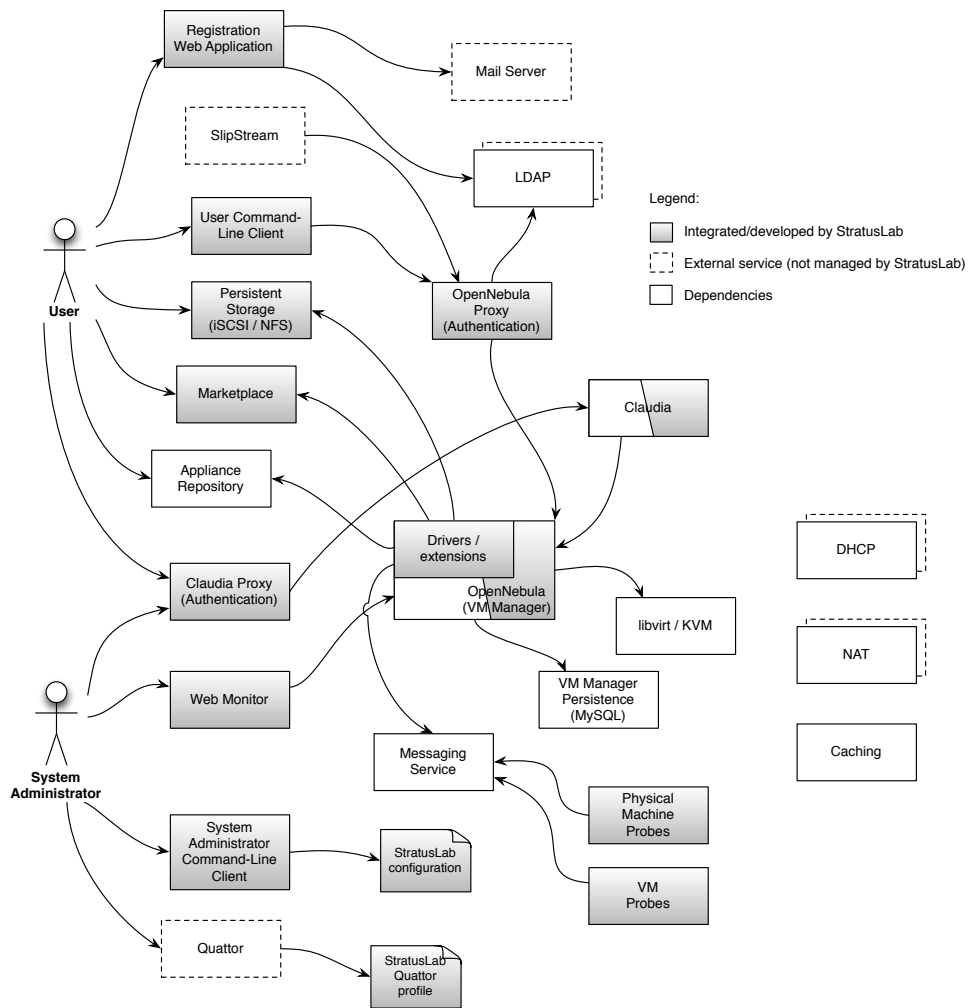 Registration
Web Application
Mail Server
SlipStream
LDAP
Legend:
Integrated/developed by StratusLab
External service (not managed by StratusLab)
Dependencies
User Command-
Line Client
User
Persistent
Storage
(iSCSI / NFS)
OpenNebula
Proxy
(Authentication)
Marketplace
Claudia
Appliance
Repository
Drivers /
extensions
OpenNebula
(VM Manager)
DHCP
Claudia Proxy
(Authentication)
libvirt / KVM
NAT
Web Monitor
VM Manager
Persistence
(MySQL)
System
Administrator
Messaging
Service
Caching
Physical
Machine
Probes
System
Administrator
Command-Line
Client
StratusLab
configuration
VM
Probes
Quattor
StratusLab
Quattor
profile